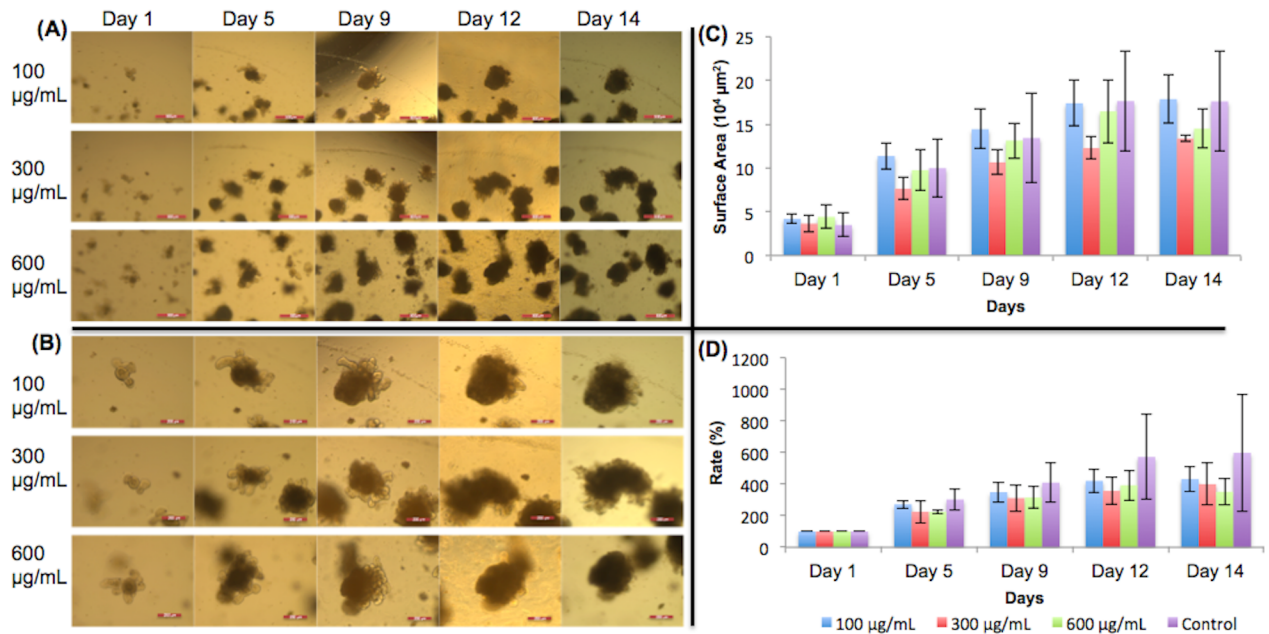 (A) Day 1 Day 5 Day 9 Day 12 Day 14
100
µg/mL
300
µg/mL
600
µg/mL
(B)
100
µg/mL
300
µg/mL
600
µg/mL
(C)
Surface Area (10⁴ µm²)
25
20
15
10
5
0
Day 1 Day 5 Day 9 Day 12 Day 14
Days
(D)
Rate (%)
1200
1000
800
600
400
200
0
Day 1 Day 5 Day 9 Day 12 Day 14
Days
100 µg/mL 300 µg/mL 600 µg/mL Control